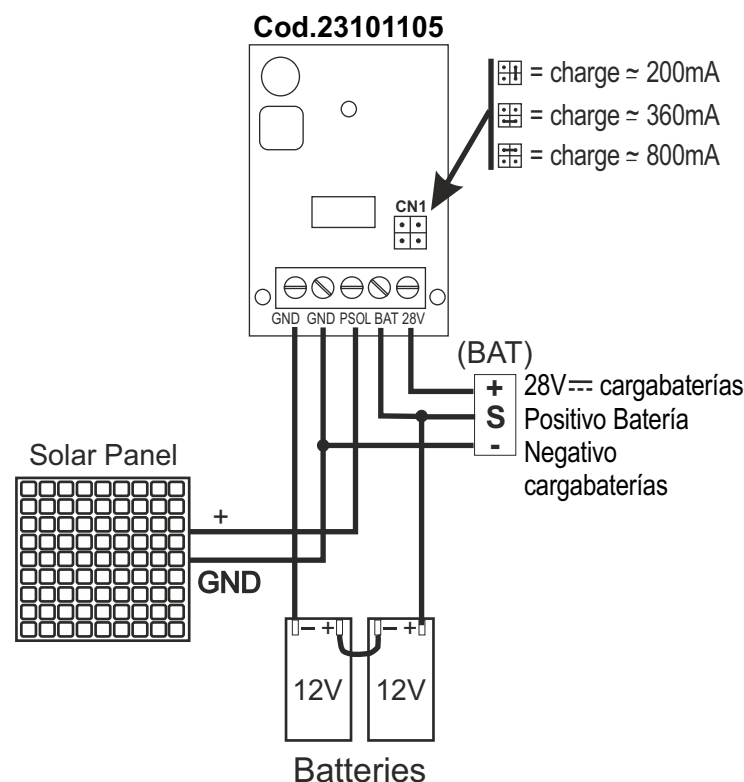 Cod.23101105
= charge ≃ 200mA
= charge ≃ 360mA
= charge ≃ 800mA
CN1
GND GND PSOL BAT 28V
(BAT)
+ 28V⎓ cargabaterías
S Positivo Batería
- Negativo
cargabaterías
Solar Panel
+
GND
- + - +
12V 12V
Batteries